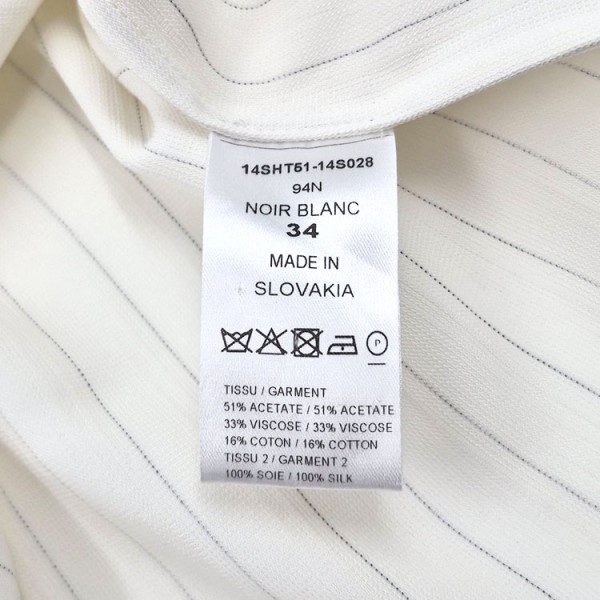 14SHT51-14S028
94N
NOIR BLANC
34
MADE IN
SLOVAKIA
P
TISSU / GARMENT
51% ACETATE / 51% ACETATE
33% VISCOSE / 33% VISCOSE
16% COTON / 16% COTTON
TISSU 2 / GARMENT 2
100% SOIE / 100% SILK